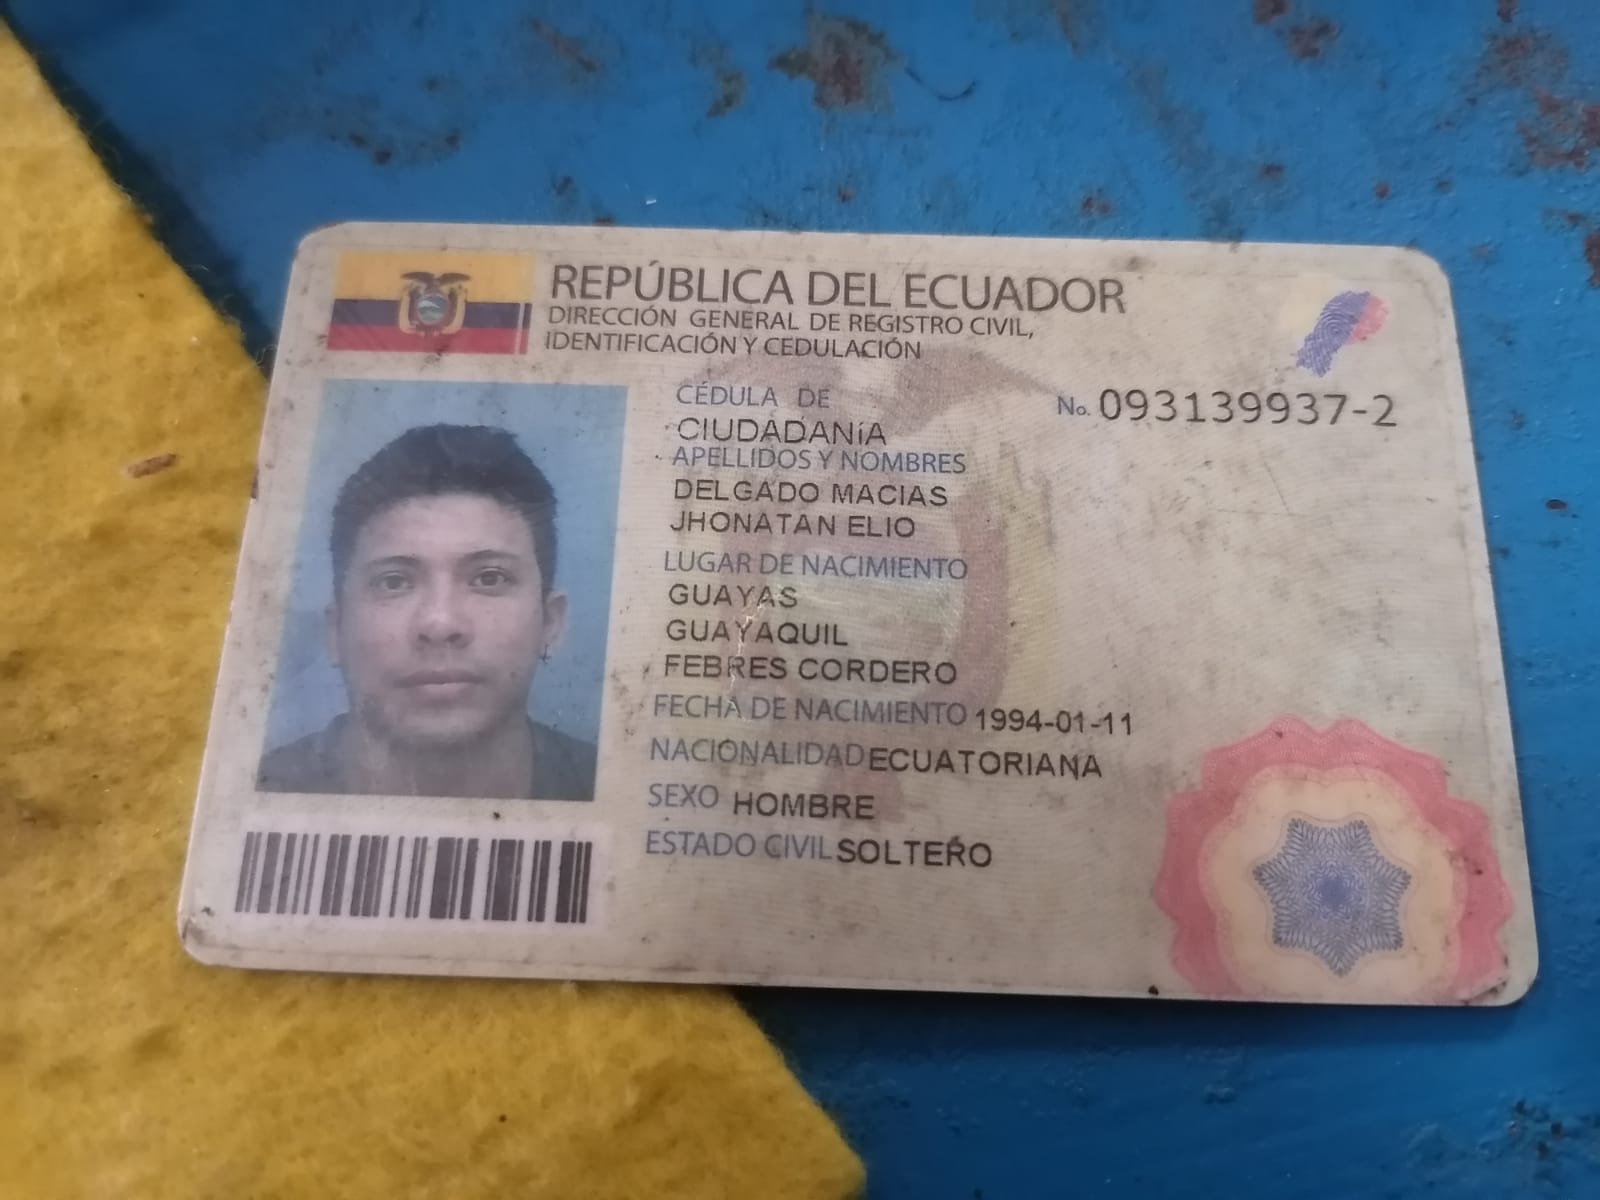 REPÚBLICA DEL ECUADOR
DIRECCIÓN GENERAL DE REGISTRO CIVIL,
IDENTIFICACIÓN Y CEDULACIÓN
CÉDULA DE No. 093139937-2
CIUDADANíA
APELLIDOS Y NOMBRES
DELGADO MACIAS
JHONATAN ELIO
LUGAR DE NACIMIENTO
GUAYAS
GUAYAQUIL
FEBRES CORDERO
FECHA DE NACIMIENTO 1994-01-11
NACIONALIDAD ECUATORIANA
SEXO HOMBRE
ESTADO CIVIL SOLTERO